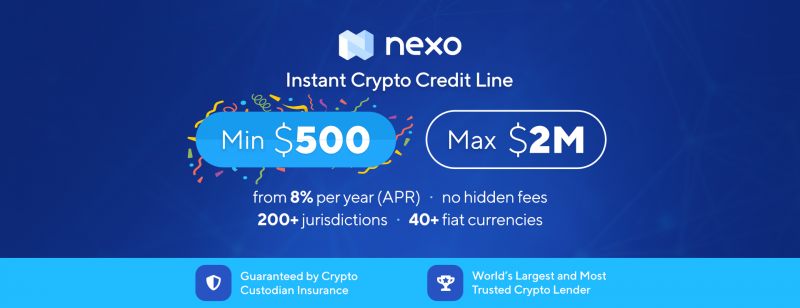 nexo
Instant Crypto Credit Line
Min $500
Max $2M
from 8% per year (APR) · no hidden fees
200+ jurisdictions · 40+ fiat currencies
Guaranteed by Crypto
Custodian Insurance
World's Largest and Most
Trusted Crypto Lender